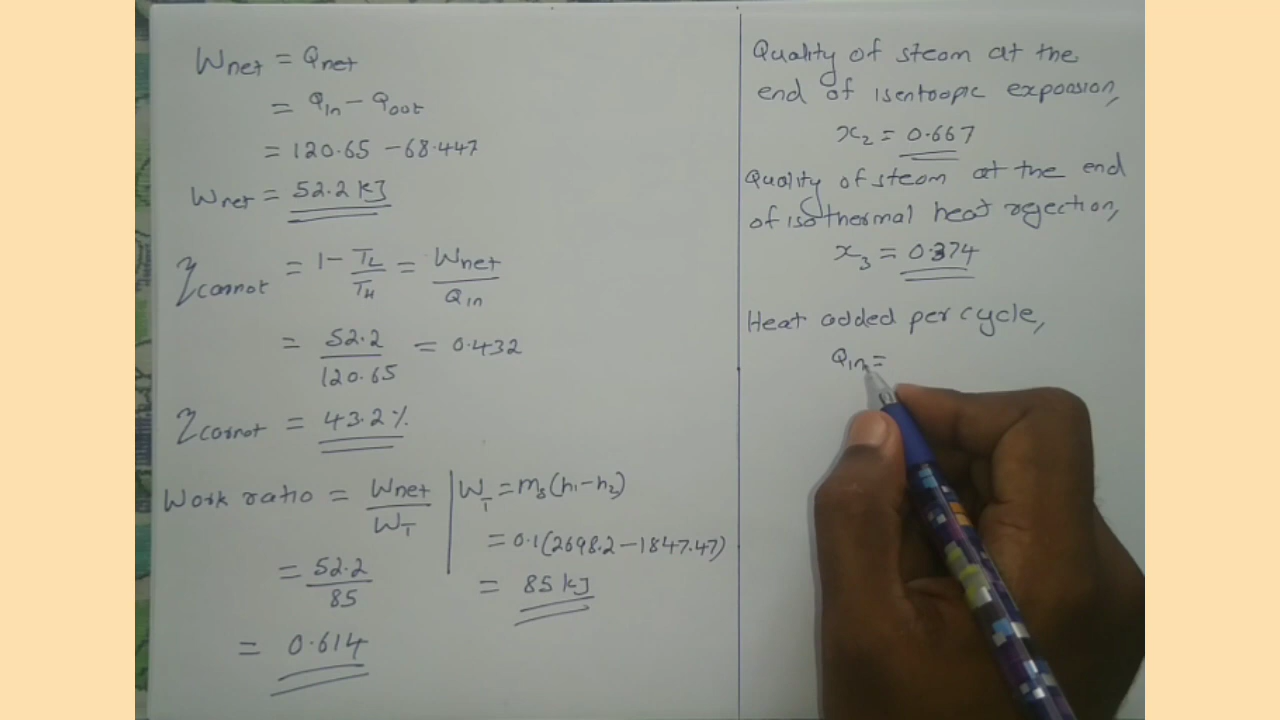 Wnet = Qnet
= Qin - Qout
= 120.65 - 68.447
Wnet = 52.2 kJ
ηcarnot = 1 - TL/TH = Wnet/Qin
= 52.2/120.65 = 0.432
ηcarnot = 43.2%
Work ratio = Wnet/WT
= 52.2/85
= 0.614
WT = ms(h1-h2)
= 0.1(2698.2-1847.47)
= 85 kJ
Quality of steam at the
end of isentropic expansion,
x2 = 0.667
Quality of steam at the end
of isothermal heat rejection,
x3 = 0.374
Heat added per cycle,
Qin =